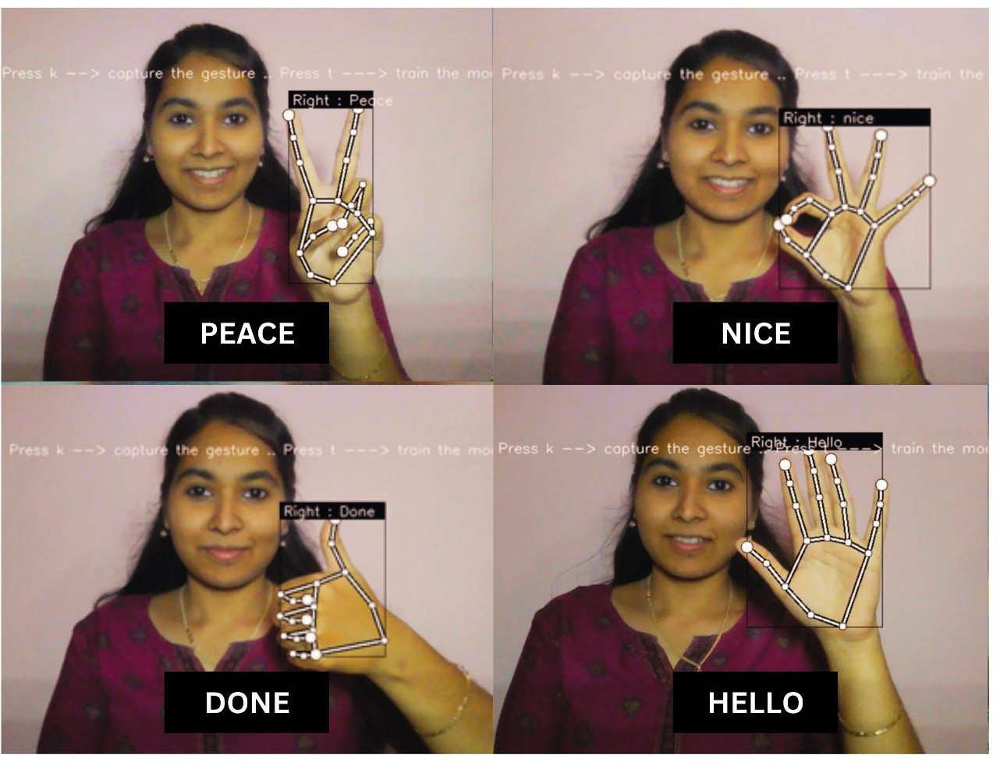 Press k --> capture the gesture .. Press t ---> train the mo
Right : Peace
PEACE
Press k --> capture the gesture .. Press t ---> train the
Right : nice
NICE
Press k --> capture the gesture .. Press t ---> train the mo
Right : Done
DONE
Press k --> capture the gesture .. Press t ---> train the mo
Right : Hello
HELLO